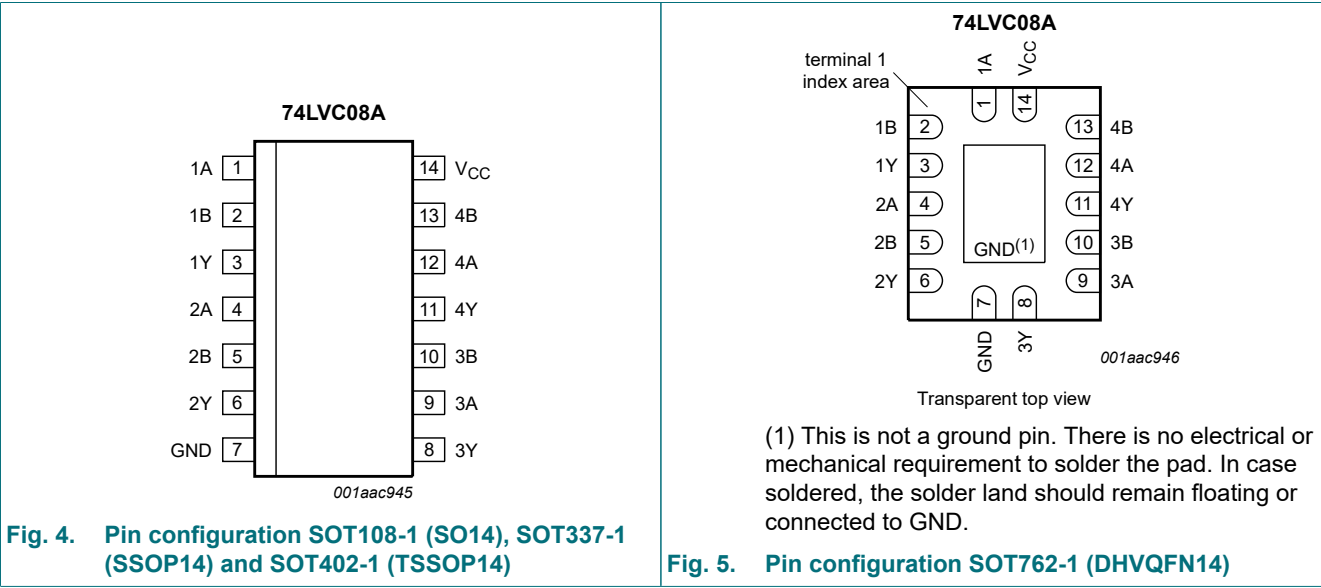 74LVC08A
1A 1 14 VCC
1B 2 13 4B
1Y 3 12 4A
2A 4 11 4Y
2B 5 10 3B
2Y 6 9 3A
GND 7 8 3Y
001aac945
Fig. 4. Pin configuration SOT108-1 (SO14), SOT337-1
(SSOP14) and SOT402-1 (TSSOP14)
74LVC08A
terminal 1
index area
1A VCC
1 14
1B 2 13 4B
1Y 3 12 4A
2A 4 11 4Y
2B 5 10 3B
GND(1)
2Y 6 9 3A
7 8
GND 3Y
001aac946
Transparent top view
(1) This is not a ground pin. There is no electrical or
mechanical requirement to solder the pad. In case
soldered, the solder land should remain floating or
connected to GND.
Fig. 5. Pin configuration SOT762-1 (DHVQFN14)